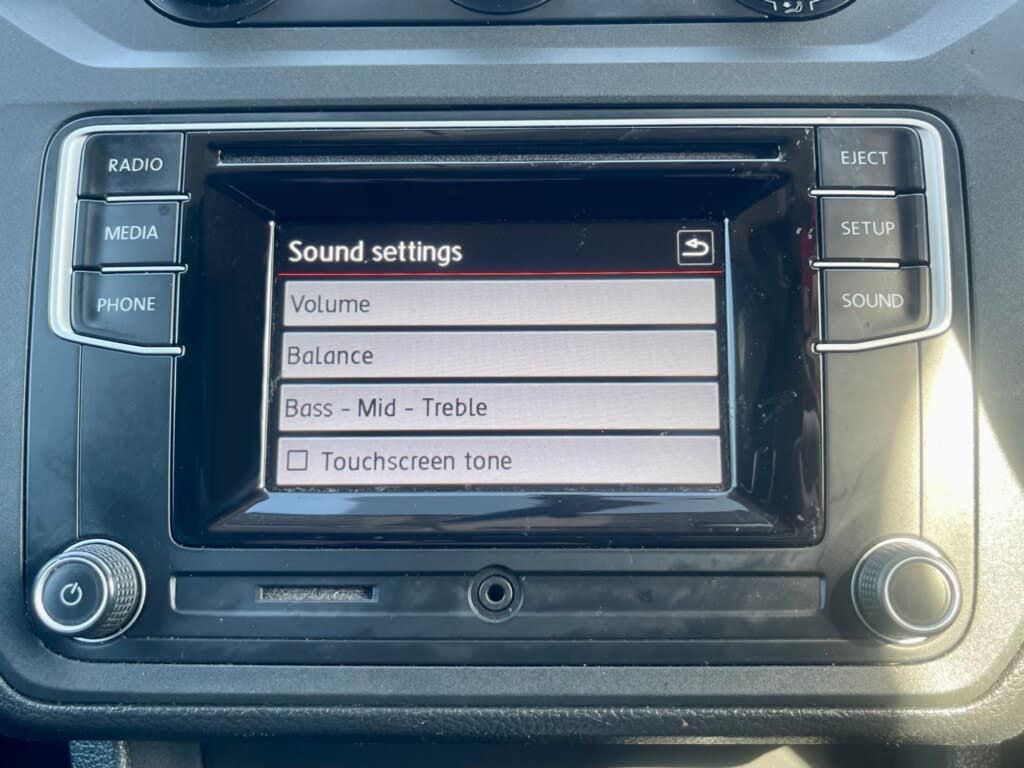 RADIO
MEDIA
PHONE
EJECT
SETUP
SOUND
Sound settings
Volume
Balance
Bass - Mid - Treble
Touchscreen tone